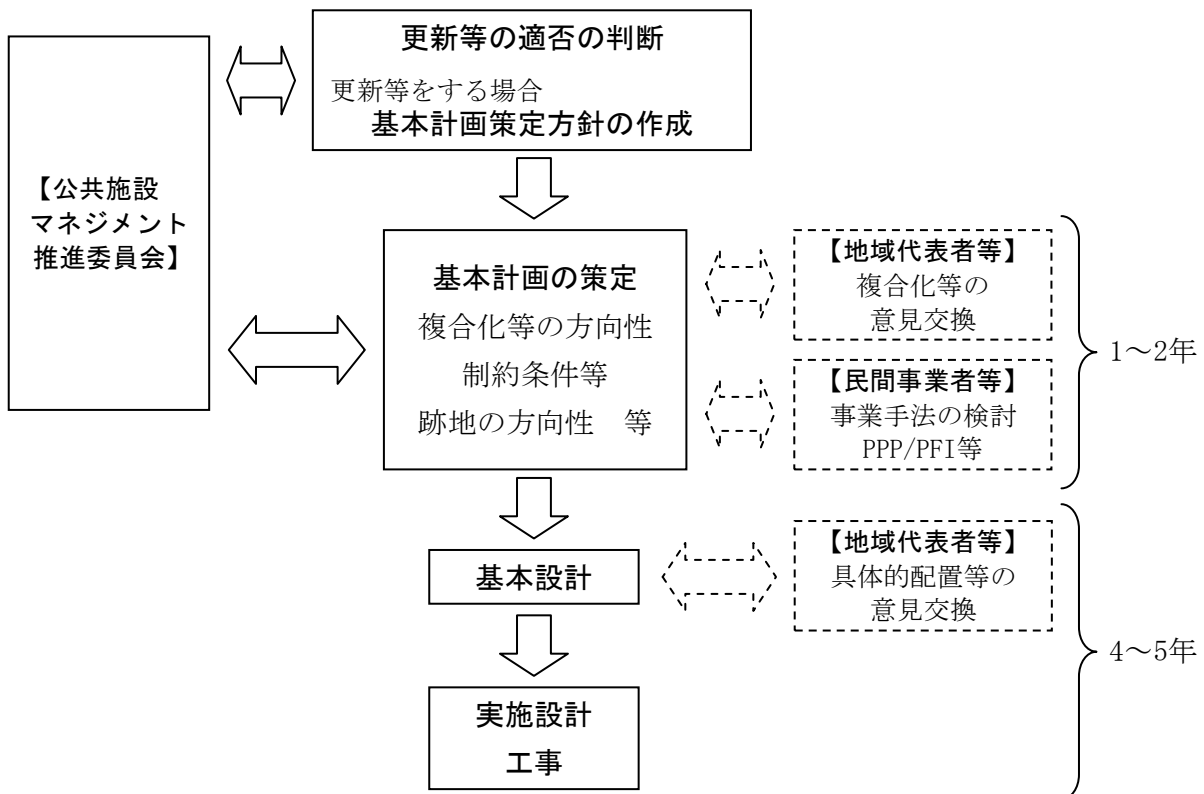 更新等の適否の判断
更新等をする場合
基本計画策定方針の作成
【公共施設
マネジメント
推進委員会】
基本計画の策定
複合化等の方向性
制約条件等
跡地の方向性　等
【地域代表者等】
複合化等の
意見交換
【民間事業者等】
事業手法の検討
PPP/PFI等
1～2年
基本設計
【地域代表者等】
具体的配置等の
意見交換
4～5年
実施設計
工事